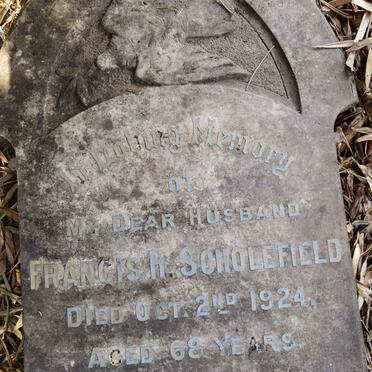 In Loving Memory
of
My Dear Husband
Francis H. Scholefield
Died Oct. 2nd 1924.
Aged 68 Years.